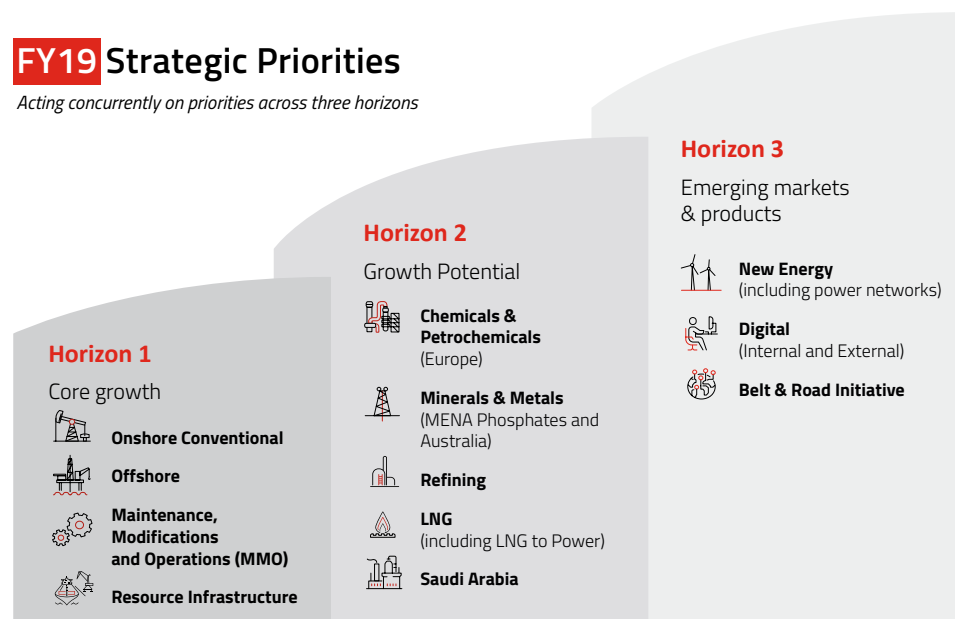 FY19 Strategic Priorities
Acting concurrently on priorities across three horizons
Horizon 1
Core growth
Onshore Conventional
Offshore
Maintenance,
Modifications
and Operations (MMO)
Resource Infrastructure
Horizon 2
Growth Potential
Chemicals &
Petrochemicals
(Europe)
Minerals & Metals
(MENA Phosphates and
Australia)
Refining
LNG
(including LNG to Power)
Saudi Arabia
Horizon 3
Emerging markets
& products
New Energy
(including power networks)
Digital
(Internal and External)
Belt & Road Initiative